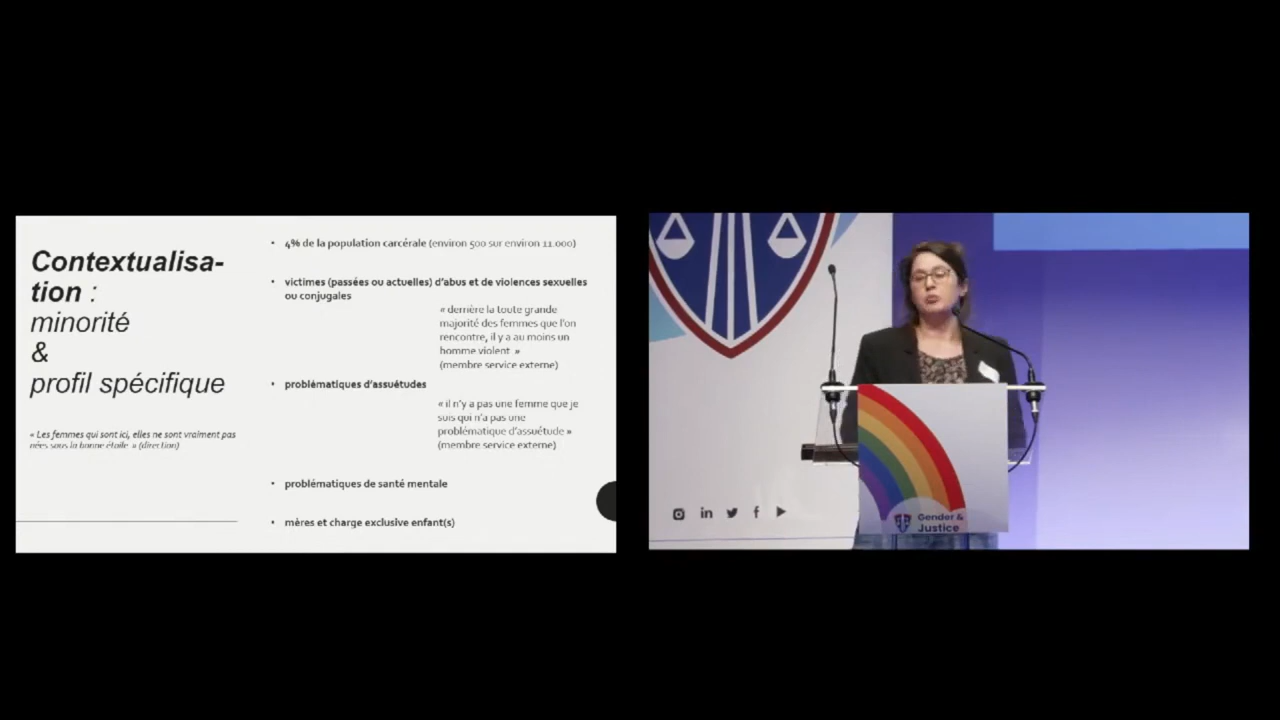 Contextualisa-
tion :
minorité
&
profil spécifique
« Les femmes qui sont ici, elles ne sont vraiment pas
nées sous la bonne étoile » (direction)
• 4% de la population carcérale (environ 500 sur environ 11.000)
• victimes (passées ou actuelles) d'abus et de violences sexuelles
ou conjugales
« derrière la toute grande
majorité des femmes que l'on
rencontre, il y a au moins un
homme violent »
(membre service externe)
• problématiques d'assuétudes
« il n'y a pas une femme que je
suis qui n'a pas une
problématique d'assuétude »
(membre service externe)
• problématiques de santé mentale
• mères et charge exclusive enfant(s)
Gender &
Justice